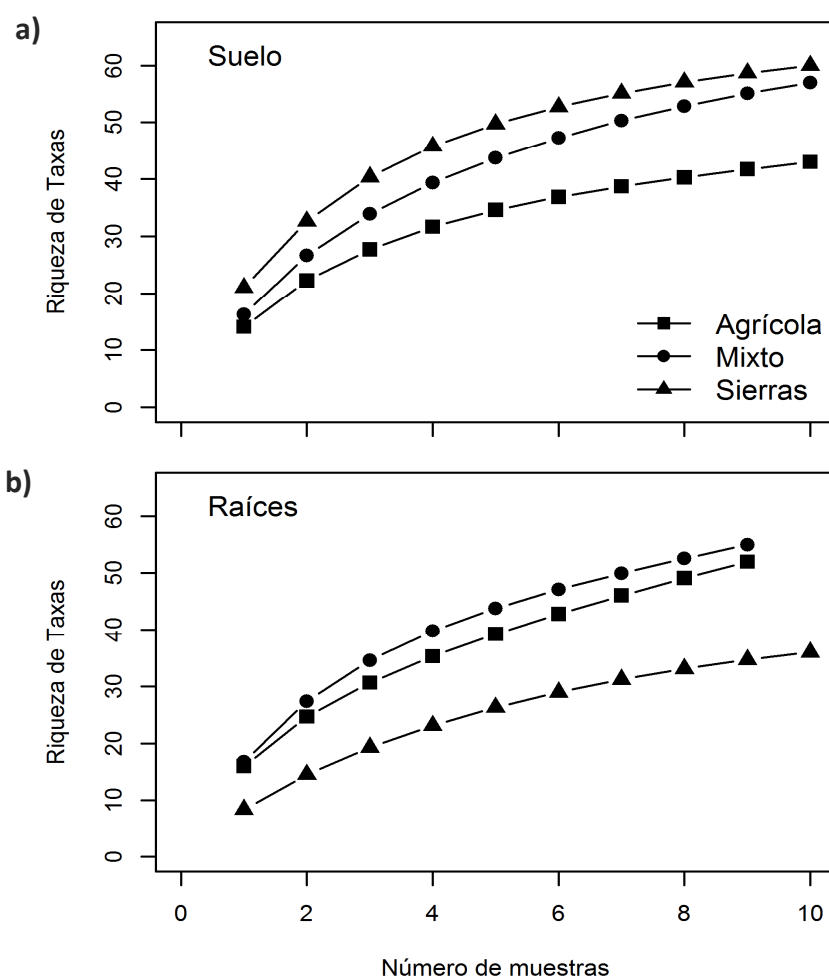 a)
Suelo
Riqueza de Taxas
60
50
40
30
20
10
0
Agrícola
Mixto
Sierras
b)
Raíces
Riqueza de Taxas
60
50
40
30
20
10
0
0 2 4 6 8 10
Número de muestras